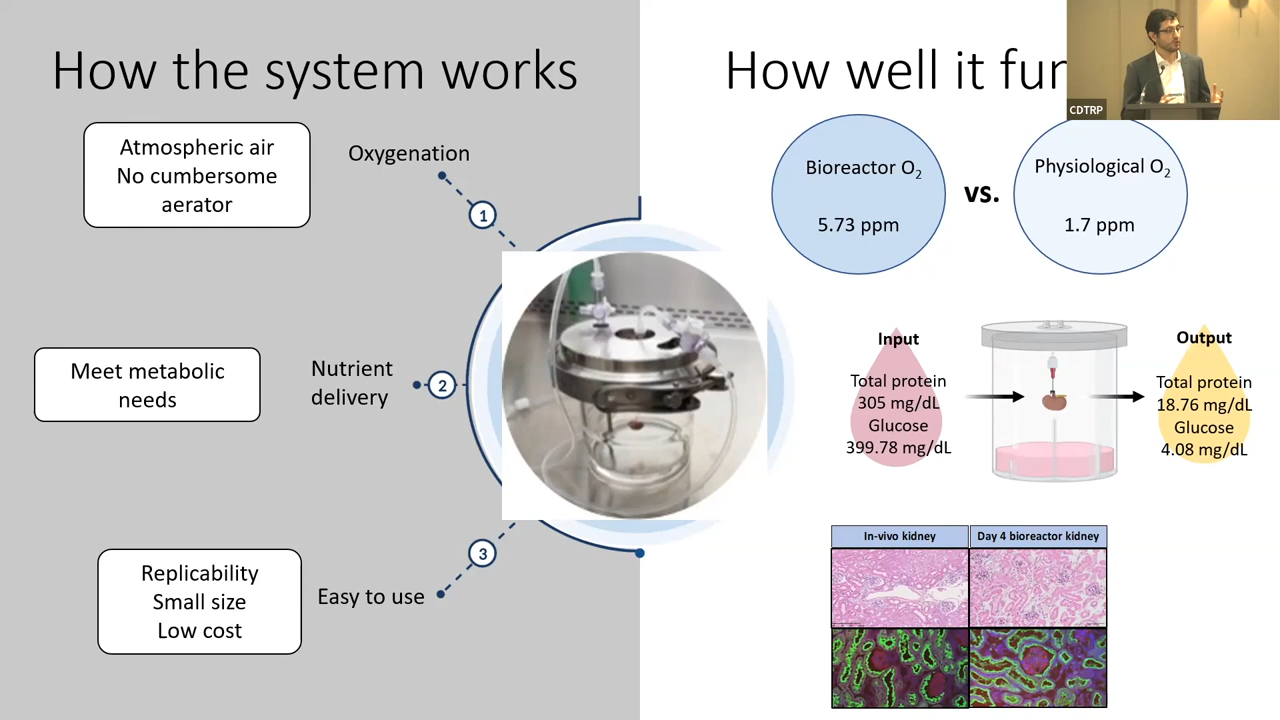 How the system works
Atmospheric air
No cumbersome
aerator
Oxygenation
1
Meet metabolic
needs
Nutrient
delivery
2
Replicability
Small size
Low cost
Easy to use
3
How well it fur
CDTRP
Bioreactor O₂
5.73 ppm
vs.
Physiological O₂
1.7 ppm
Input
Total protein
305 mg/dL
Glucose
399.78 mg/dL
Output
Total protein
18.76 mg/dL
Glucose
4.08 mg/dL
In-vivo kidney
Day 4 bioreactor kidney